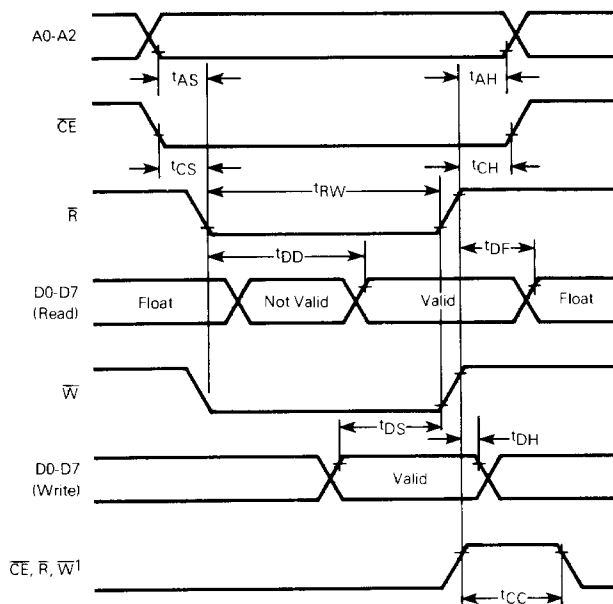 A0-A2
tAS
tAH
CE
tCS
tCH
R
tRW
tDD
tDF
D0-D7
(Read)
Float
Not Valid
Valid
Float
W
tDS
tDH
D0-D7
(Write)
Valid
CE, R, W1
tCC